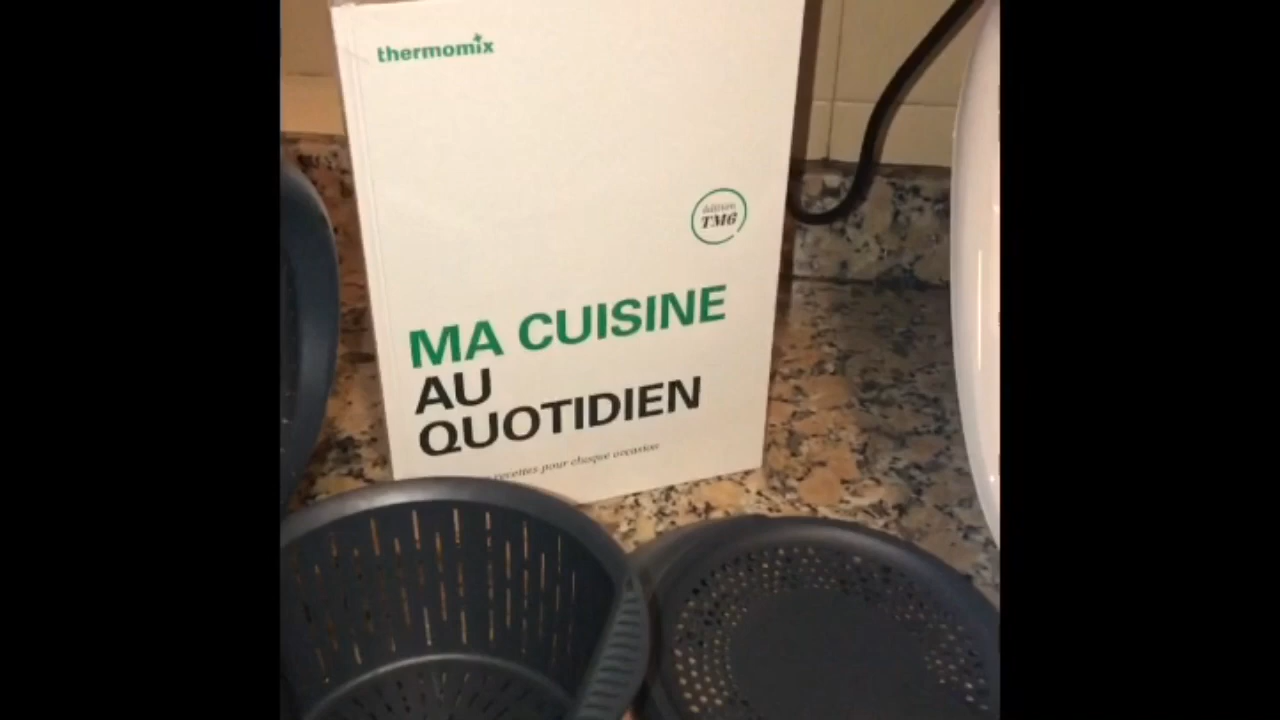 thermomix
édition
TM6
MA CUISINE
AU
QUOTIDIEN
recettes pour chaque occasion